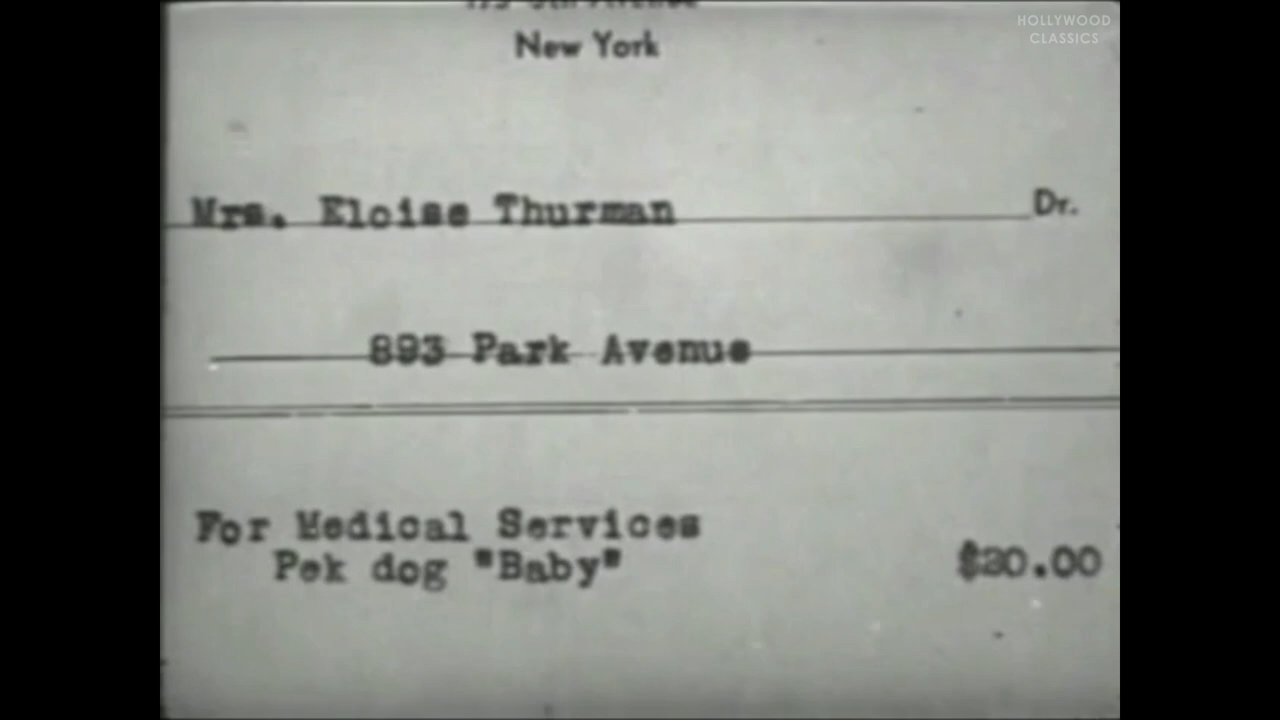 HOLLYWOOD
CLASSICS
New York
Mrs. Eloise Thurman Dr.
893 Park Avenue
For Medical Services
Pek dog "Baby" $20.00